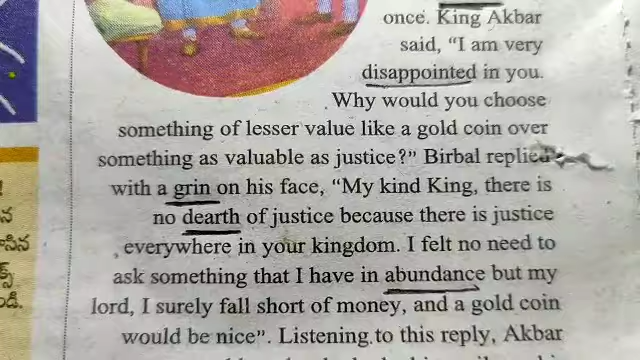 once. King Akbar
said, “I am very
disappointed in you.
Why would you choose
something of lesser value like a gold coin over
something as valuable as justice?” Birbal replied
with a grin on his face, “My kind King, there is
no dearth of justice because there is justice
everywhere in your kingdom. I felt no need to
ask something that I have in abundance but my
lord, I surely fall short of money, and a gold coin
would be nice”. Listening to this reply, Akbar